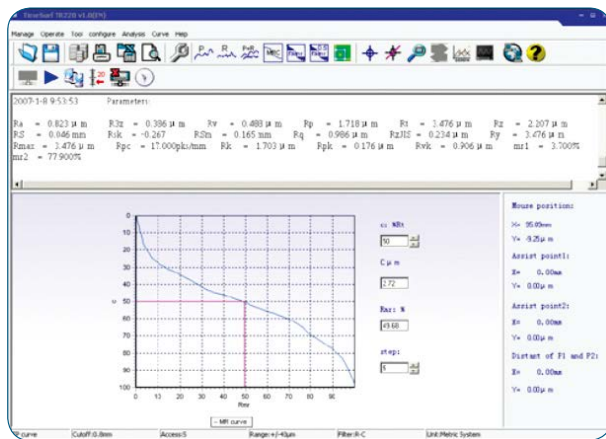 TimeSurf TR220 v1.0(EN)
Manage Operate Tool configure Analysis Curve Help
2007-1-8 9:53:53 Parameters:
Ra = 0.823 μ m R3z = 0.386 μ m Rv = 0.488 μ m Rp = 1.718 μ m Rt = 3.476 μ m Rz = 2.207 μ m
RS = 0.046 mm Rsk = -0.267 RSm = 0.165 mm Rq = 0.986 μ m RzJIS = 0.234 μ m Ry = 3.476 μ m
Rmax = 3.476 μ m Rpc = 17.000pks/mm Rk = 1.703 μ m Rpk = 0.176 μ m Rvk = 0.906 μ m mr1 = 3.700%
mr2 = 77.900%
Mouse position:
X= 95.00mm
Y= -9.25μ m
Assist point1:
X= 0.00mm
Y= 0.00μ m
Assist point2:
X= 0.00mm
Y= 0.00μ m
Distant of P1 and P2:
X= 0.00mm
Y= 0.00μ m
c: %Rt
50
C μ m
2.72
Rmr: %
49.68
step:
5
0
10
20
30
40
50
60
70
80
90
100
c
0 10 20 30 40 50 60 70 80 90
Rmr
MR curve
Cutoff:0.8mm Access:5 Range:+/-40μm Filter:R-C Unit:Metric System